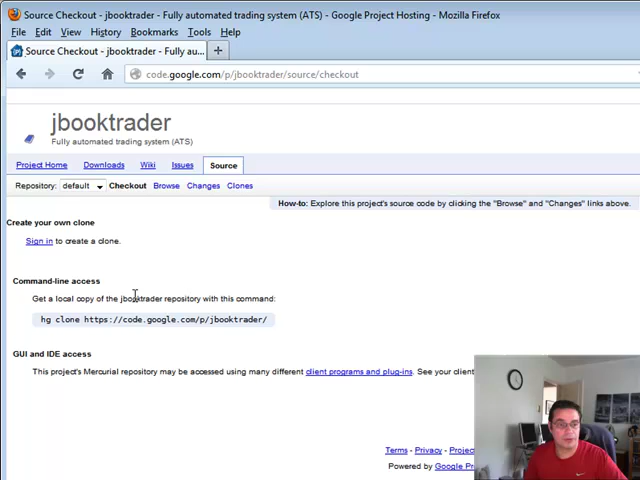 Source Checkout - jbooktrader - Fully automated trading system (ATS) - Google Project Hosting - Mozilla Firefox
File Edit View History Bookmarks Tools Help
Source Checkout - jbooktrader - Fully au... +
code.google.com/p/jbooktrader/source/checkout
jbooktrader
Fully automated trading system (ATS)
Project Home Downloads Wiki Issues Source
Repository: default Checkout Browse Changes Clones
How-to: Explore this project's source code by clicking the "Browse" and "Changes" links above.
Create your own clone
Sign in to create a clone.
Command-line access
Get a local copy of the jbooktrader repository with this command:
hg clone https://code.google.com/p/jbooktrader/
GUI and IDE access
This project's Mercurial repository may be accessed using many different client programs and plug-ins. See your client
Terms - Privacy - Projec
Powered by Google Pr